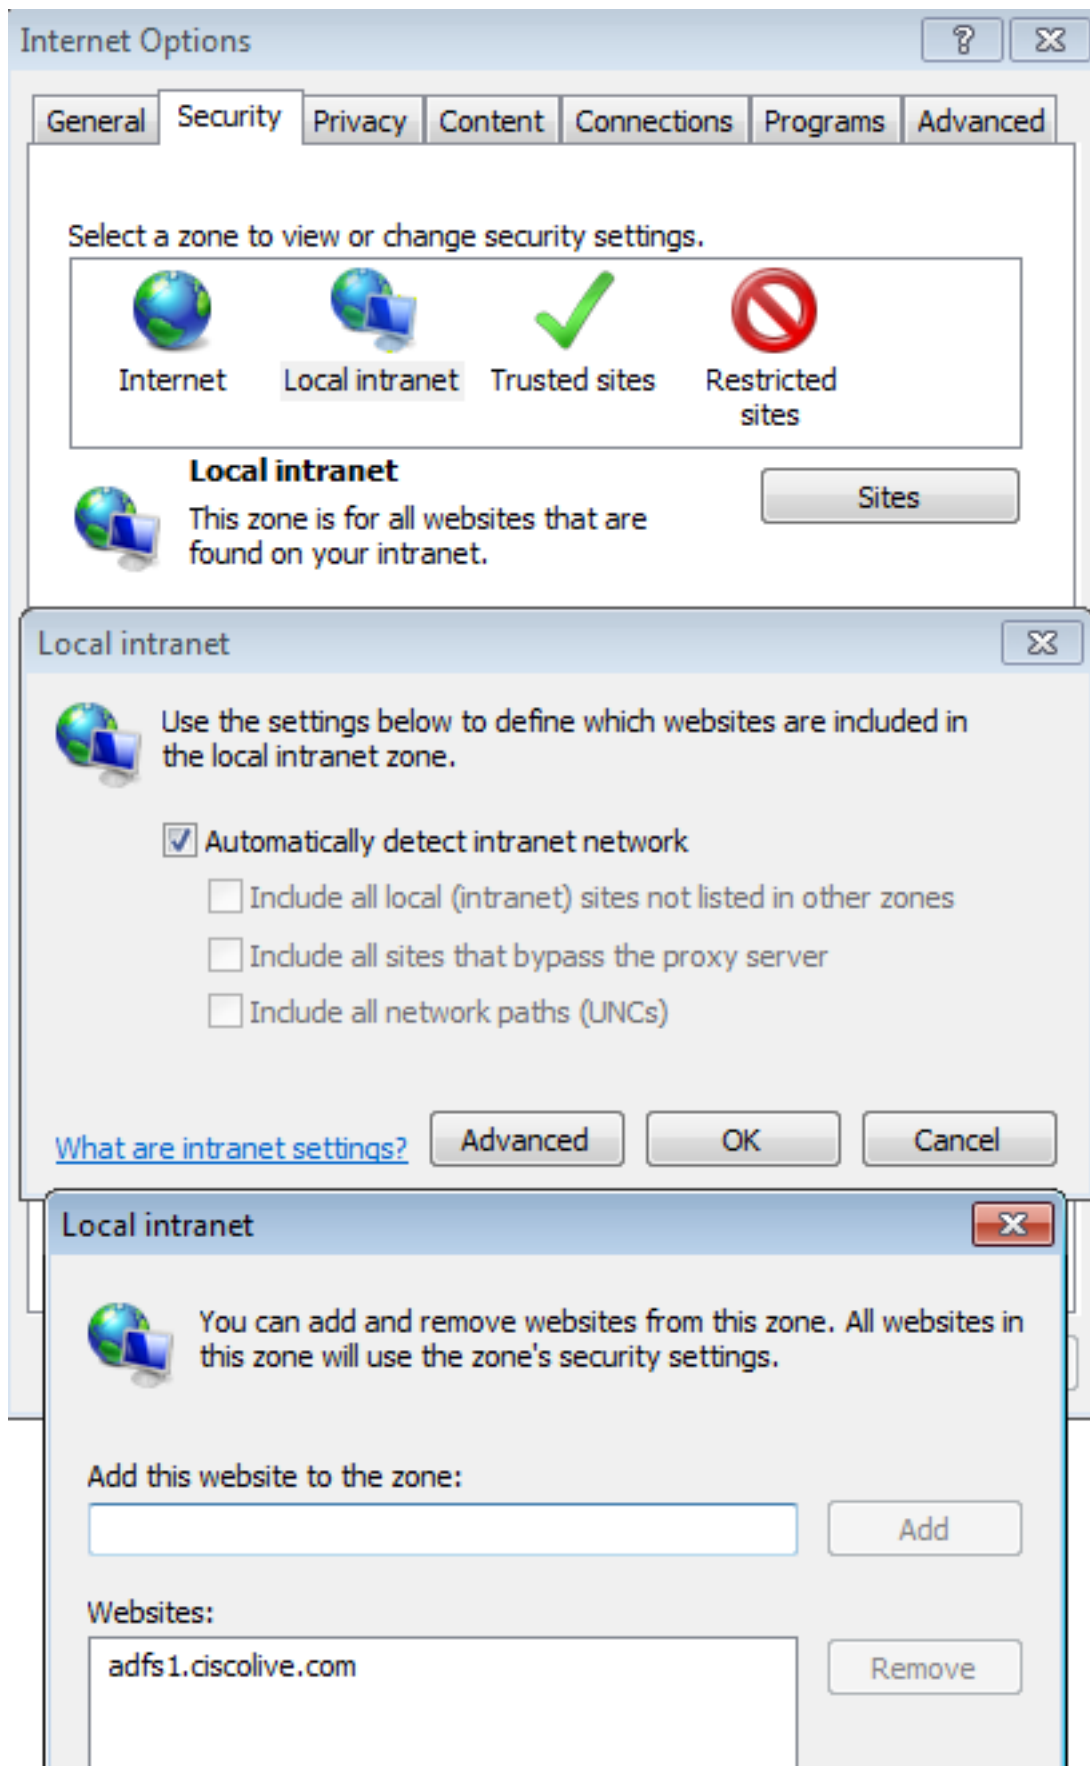 Internet Options
General Security Privacy Content Connections Programs Advanced
Select a zone to view or change security settings.
Internet Local intranet Trusted sites Restricted
sites
Local intranet
Sites
This zone is for all websites that are
found on your intranet.
Local intranet
Use the settings below to define which websites are included in
the local intranet zone.
Automatically detect intranet network
Include all local (intranet) sites not listed in other zones
Include all sites that bypass the proxy server
Include all network paths (UNCs)
What are intranet settings? Advanced OK Cancel
Local intranet
You can add and remove websites from this zone. All websites in
this zone will use the zone's security settings.
Add this website to the zone:
Add
Websites:
adfs1.ciscolive.com
Remove